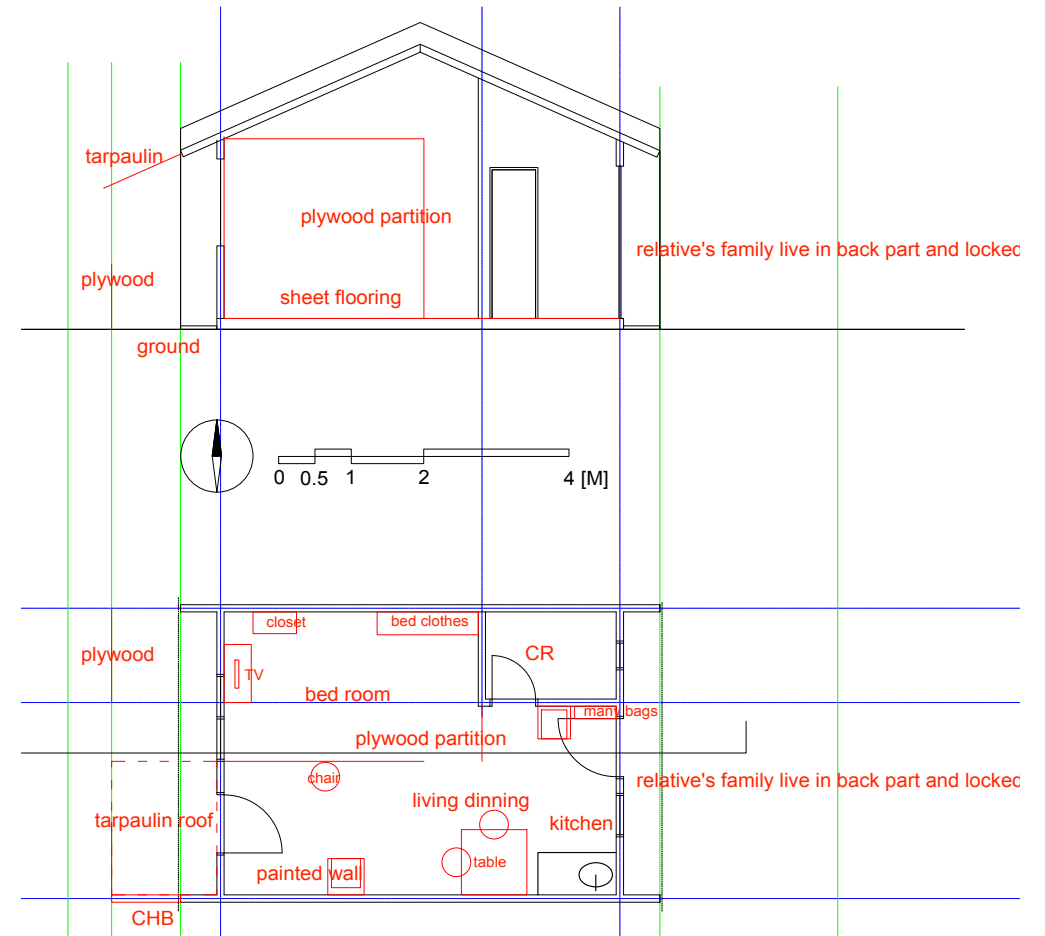 tarpaulin
plywood partition
relative's family live in back part and locked
plywood
sheet flooring
ground
0 0.5 1 2 4 [M]
closet
bed clothes
CR
plywood
TV
bed room
many bags
plywood partition
chair
relative's family live in back part and locked
living dinning
tarpaulin roof
kitchen
table
painted wall
CHB